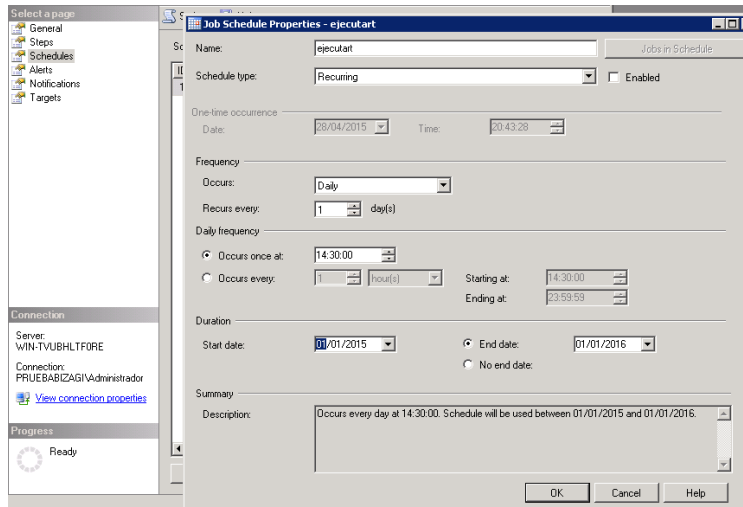 Select a page
General
Steps
Schedules
Alerts
Notifications
Targets
Connection
Server:
WIN-TVUBHLTF0RE
Connection:
PRUEBABIZAGI\Administrador
View connection properties
Progress
Ready
Job Schedule Properties - ejecutart
Name: ejecutart Jobs in Schedule
Schedule type: Recurring Enabled
One-time occurrence
Date: 28/04/2015 Time: 20:43:28
Frequency
Occurs: Daily
Recurs every: 1 day(s)
Daily frequency
Occurs once at: 14:30:00
Occurs every: 1 hour(s) Starting at: 14:30:00
Ending at: 23:59:59
Duration
Start date: 01/01/2015 End date: 01/01/2016
No end date:
Summary
Description: Occurs every day at 14:30:00. Schedule will be used between 01/01/2015 and 01/01/2016.
OK Cancel Help